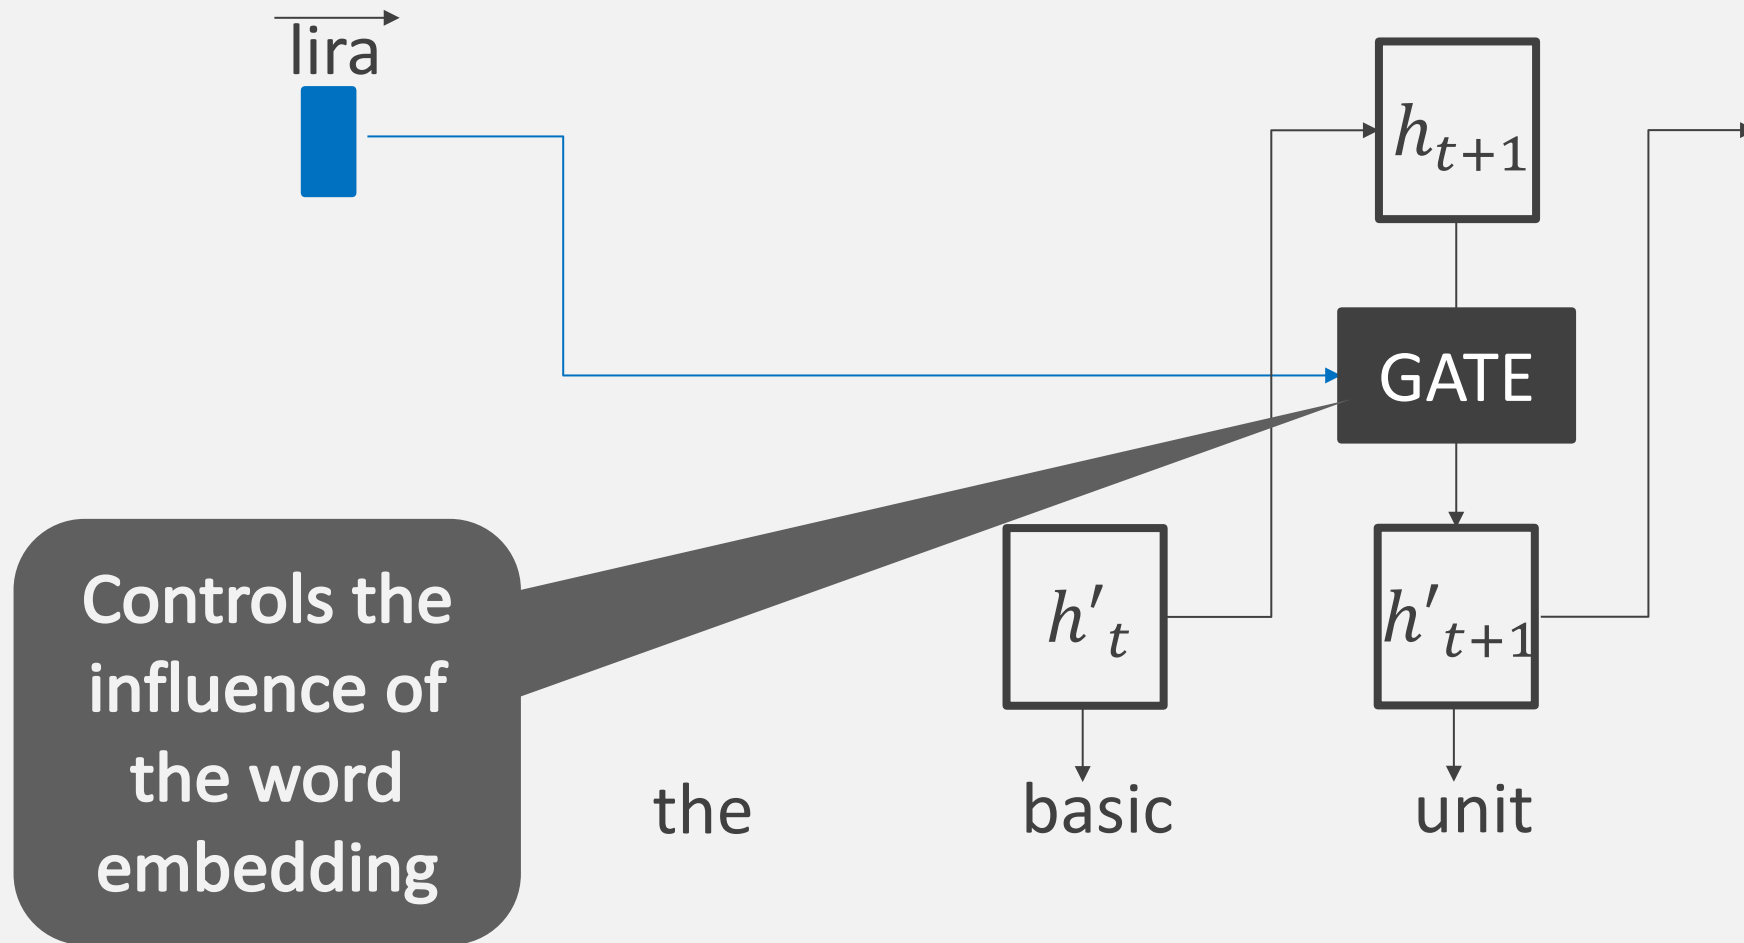 lira
h_{t+1}
GATE
Controls the
influence of
the word
embedding
h'_t
h'_{t+1}
the basic unit